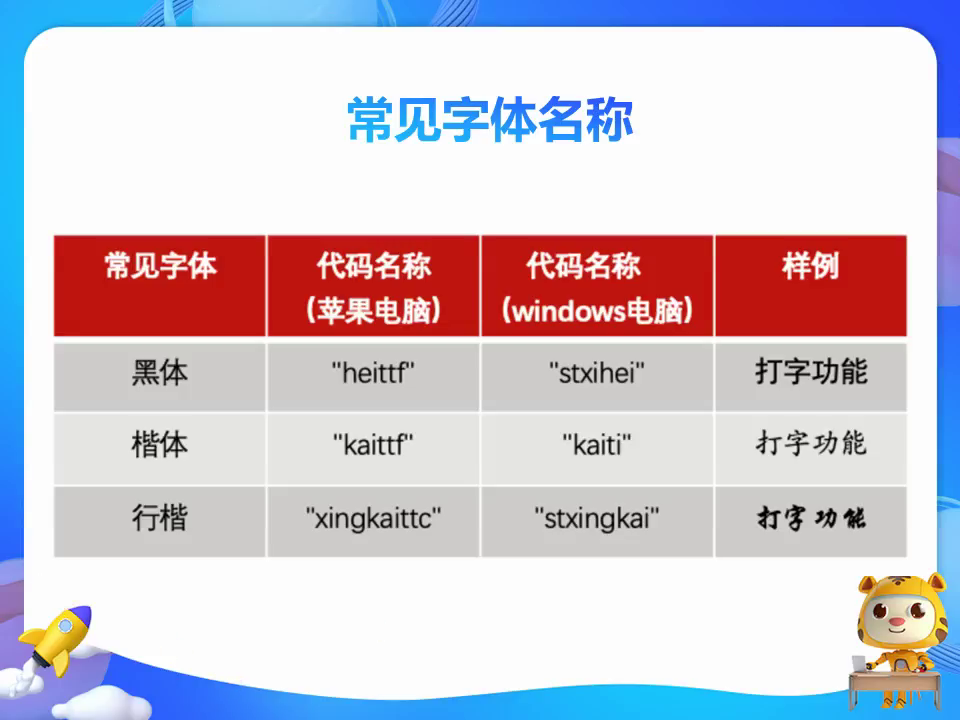 常见字体名称
常见字体 代码名称 代码名称 样例
（苹果电脑） （windows电脑）
黑体 "heittf" "stxihei" 打字功能
楷体 "kaittf" "kaiti" 打字功能
行楷 "xingkaittc" "stxingkai" 打字功能